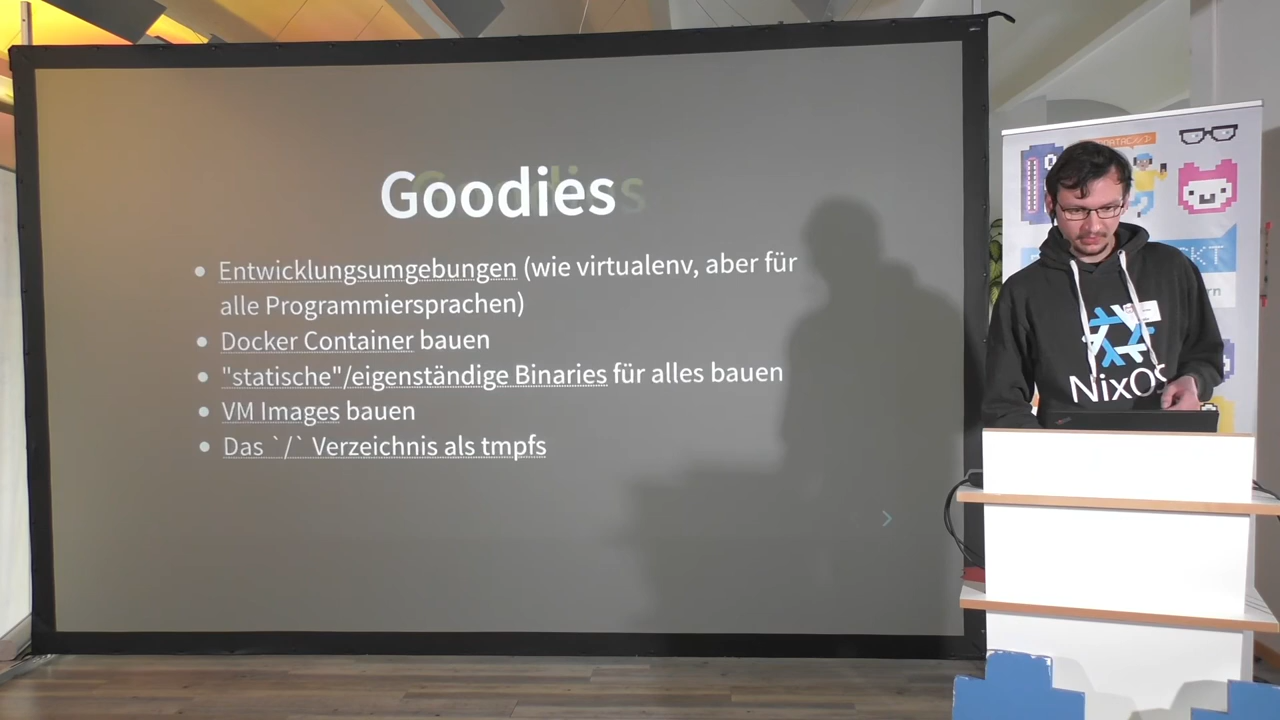 Goodies
Entwicklungsumgebungen (wie virtualenv, aber für
alle Programmiersprachen)
Docker Container bauen
"statische"/eigenständige Binaries für alles bauen
VM Images bauen
Das `/` Verzeichnis als tmpfs
NixOS